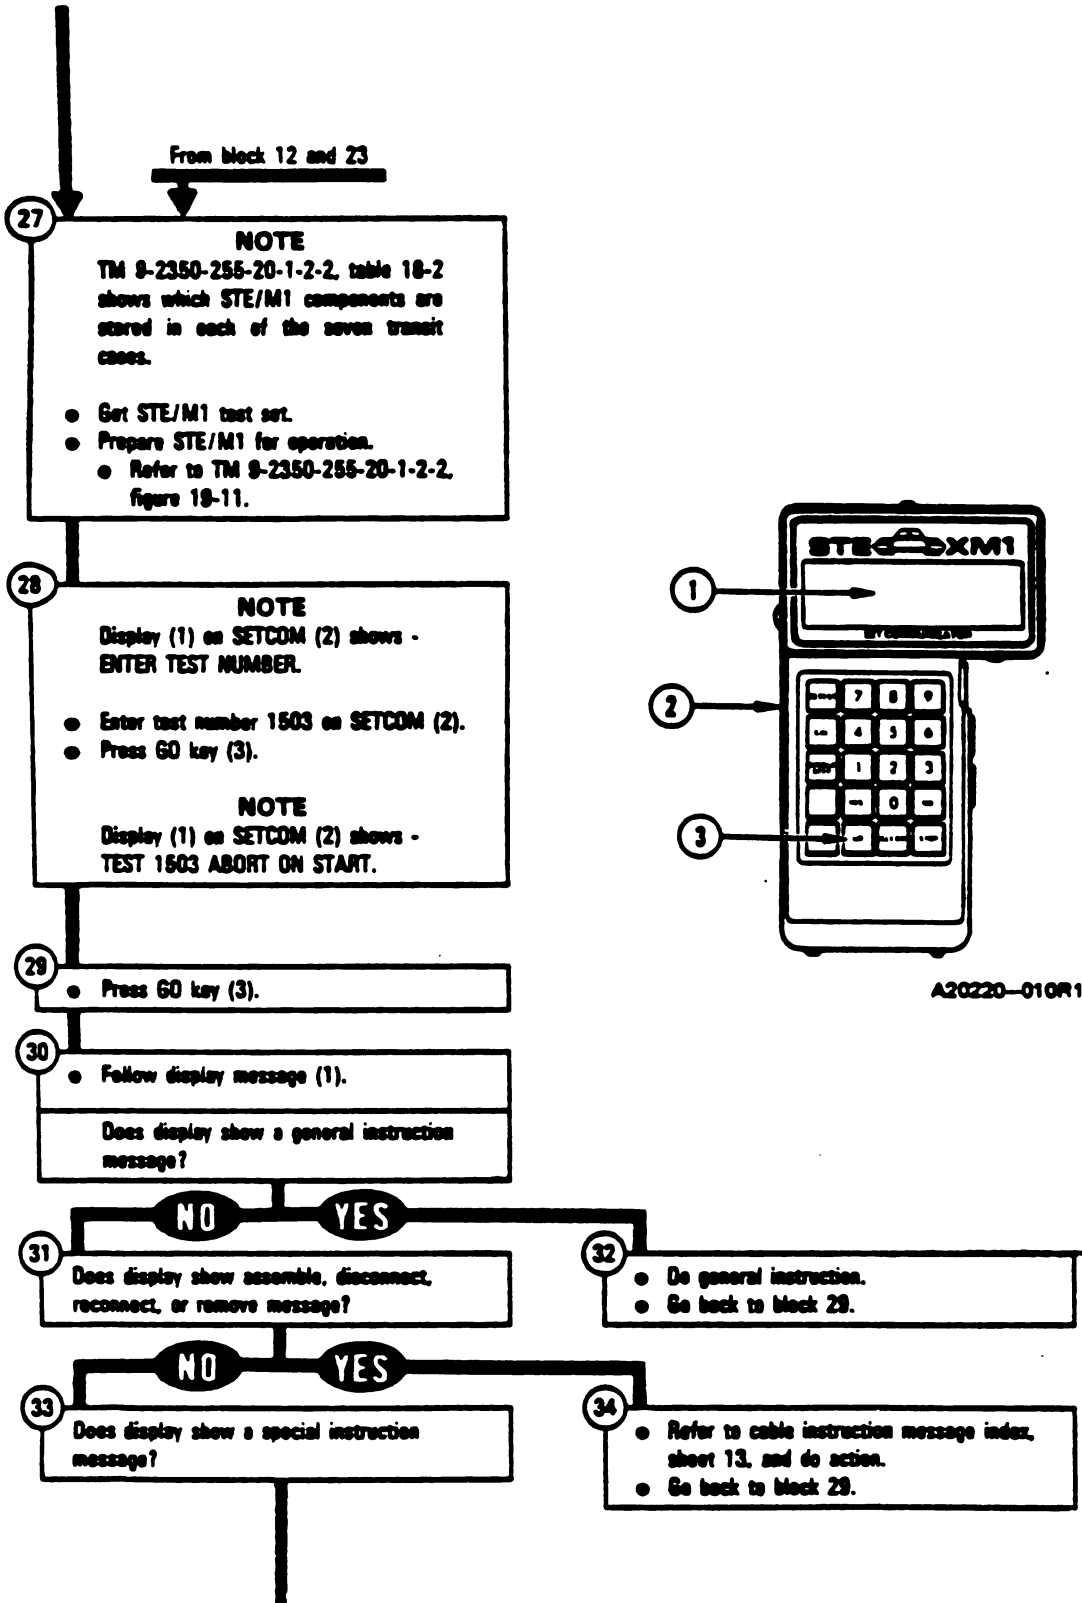 From block 12 and 23
27
NOTE
TM 9-2350-255-20-1-2-2, table 18-2
shows which STE/M1 components are
stored in each of the seven transit
cases.
● Get STE/M1 test set.
● Prepare STE/M1 for operation.
● Refer to TM 9-2350-255-20-1-2-2,
figure 19-11.
28
NOTE
Display (1) on SETCOM (2) shows -
ENTER TEST NUMBER.
● Enter test number 1503 on SETCOM (2).
● Press GO key (3).
NOTE
Display (1) on SETCOM (2) shows -
TEST 1503 ABORT ON START.
29
● Press GO key (3).
30
● Follow display message (1).
Does display show a general instruction
message?
NO YES
31
Does display show assemble, disconnect,
reconnect, or remove message?
32
● Do general instruction.
● Go back to block 29.
NO YES
33
Does display show a special instruction
message?
34
● Refer to cable instruction message index,
sheet 13, and do action.
● Go back to block 29.
STE XM1
1
2
3
7 8 9
4 5 6
1 2 3
0
A20220-010R1